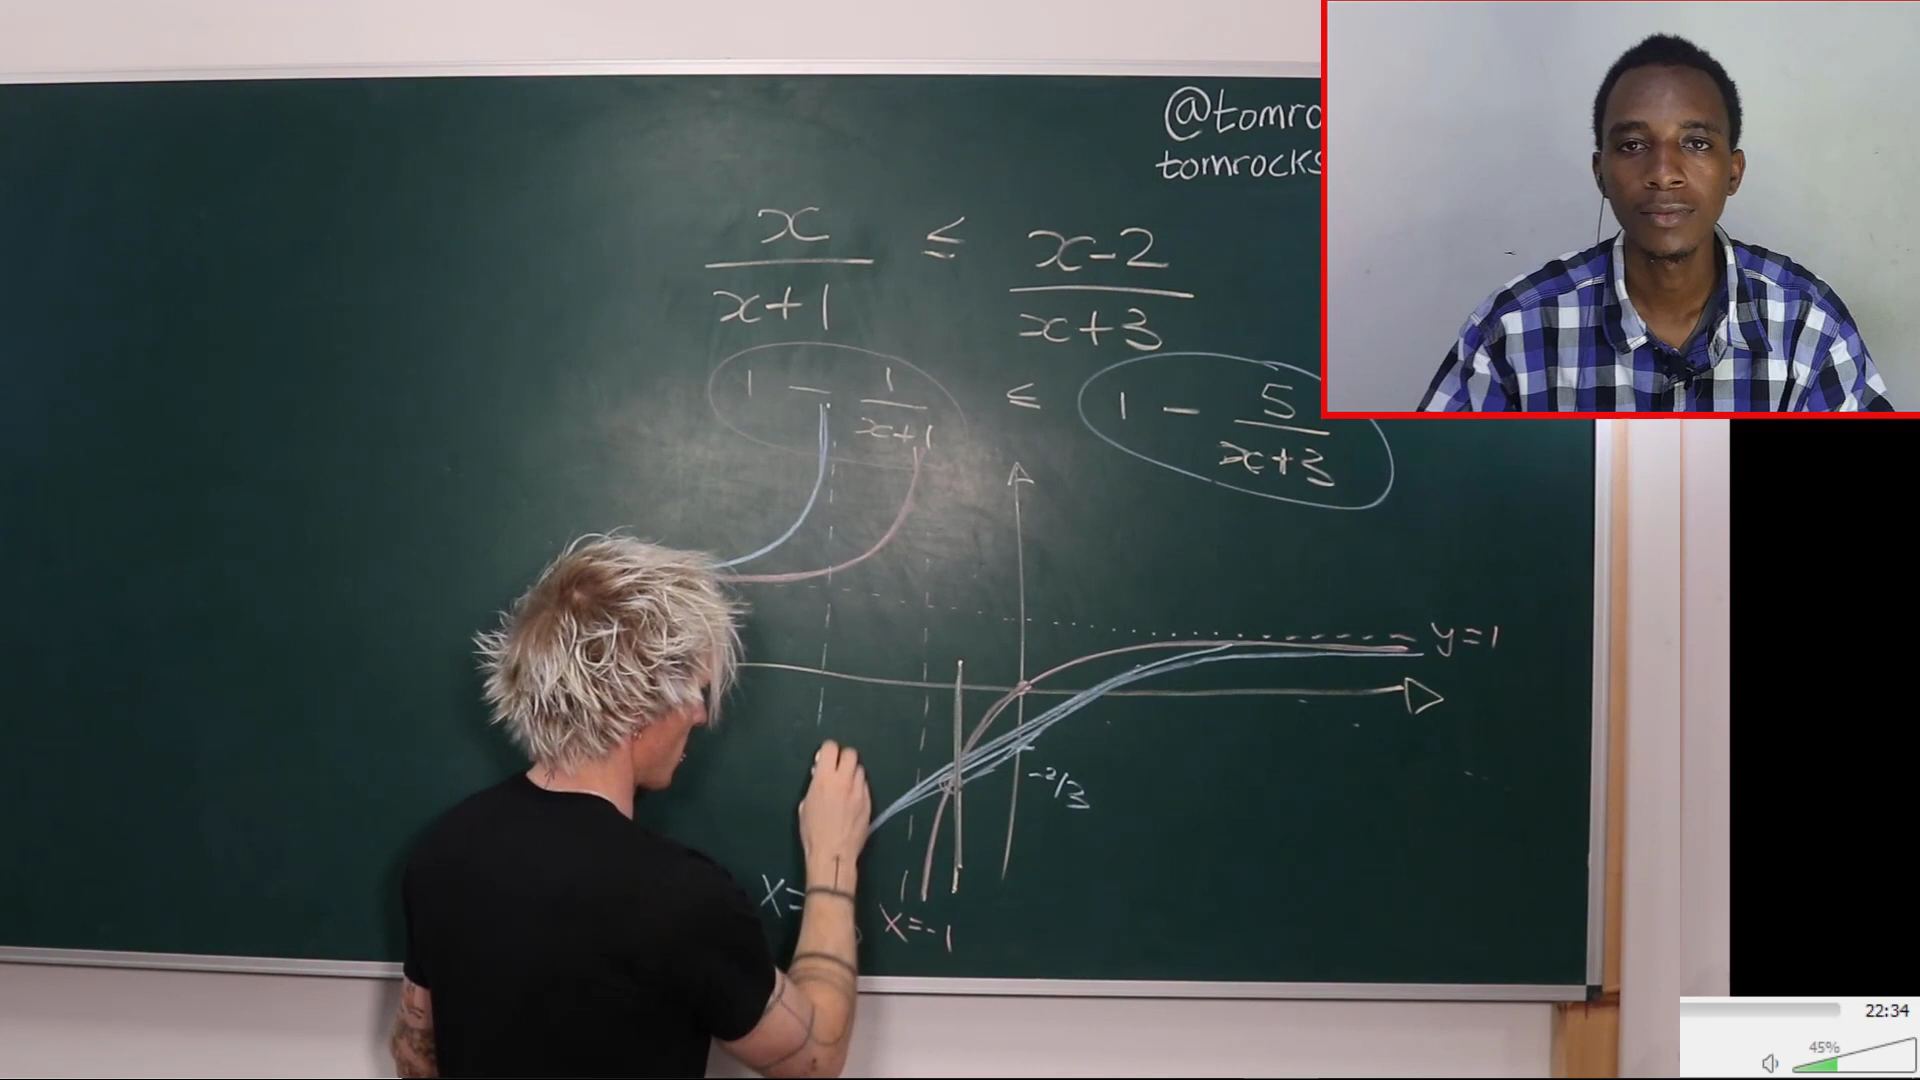 @tomro
tomrocks
x/(x+1) ≤ (x-2)/(x+3)
1 - 1/(x+1) ≤ 1 - 5/(x+3)
y=1
-2/3
x=
x=-1
22:34
45%